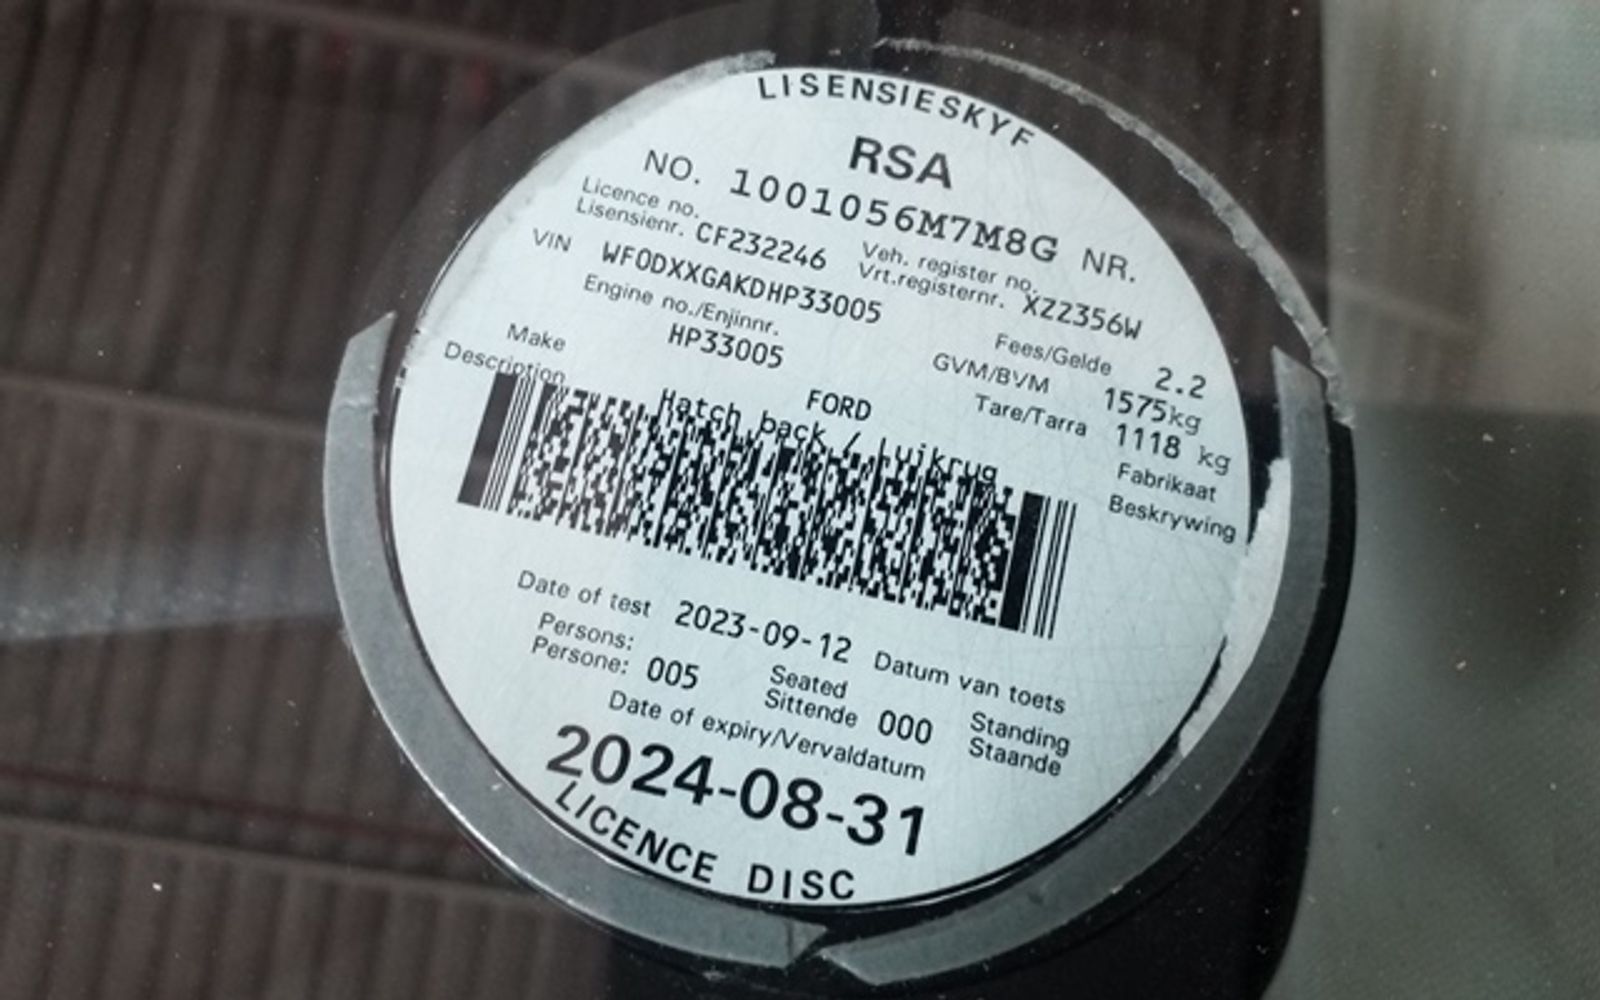 LISENSIESKYF
RSA
NO. 1001056M7M8G NR.
Licence no.
Lisensienr. CF232246
Veh. register no.
Vrt.registernr. XZZ356W
VIN WF0DXXGAKDHP33005
Engine no./Enjinnr.
HP33005
Fees/Gelde 2.2
GVM/BVM 1575kg
Tare/Tarra 1118 kg
Make FORD Fabrikaat
Description Hatch back / Luikrug Beskrywing
Date of test 2023-09-12 Datum van toets
Persons:
Persone: 005
Seated
Sittende 000
Standing
Staande
Date of expiry/Vervaldatum
2024-08-31
LICENCE DISC